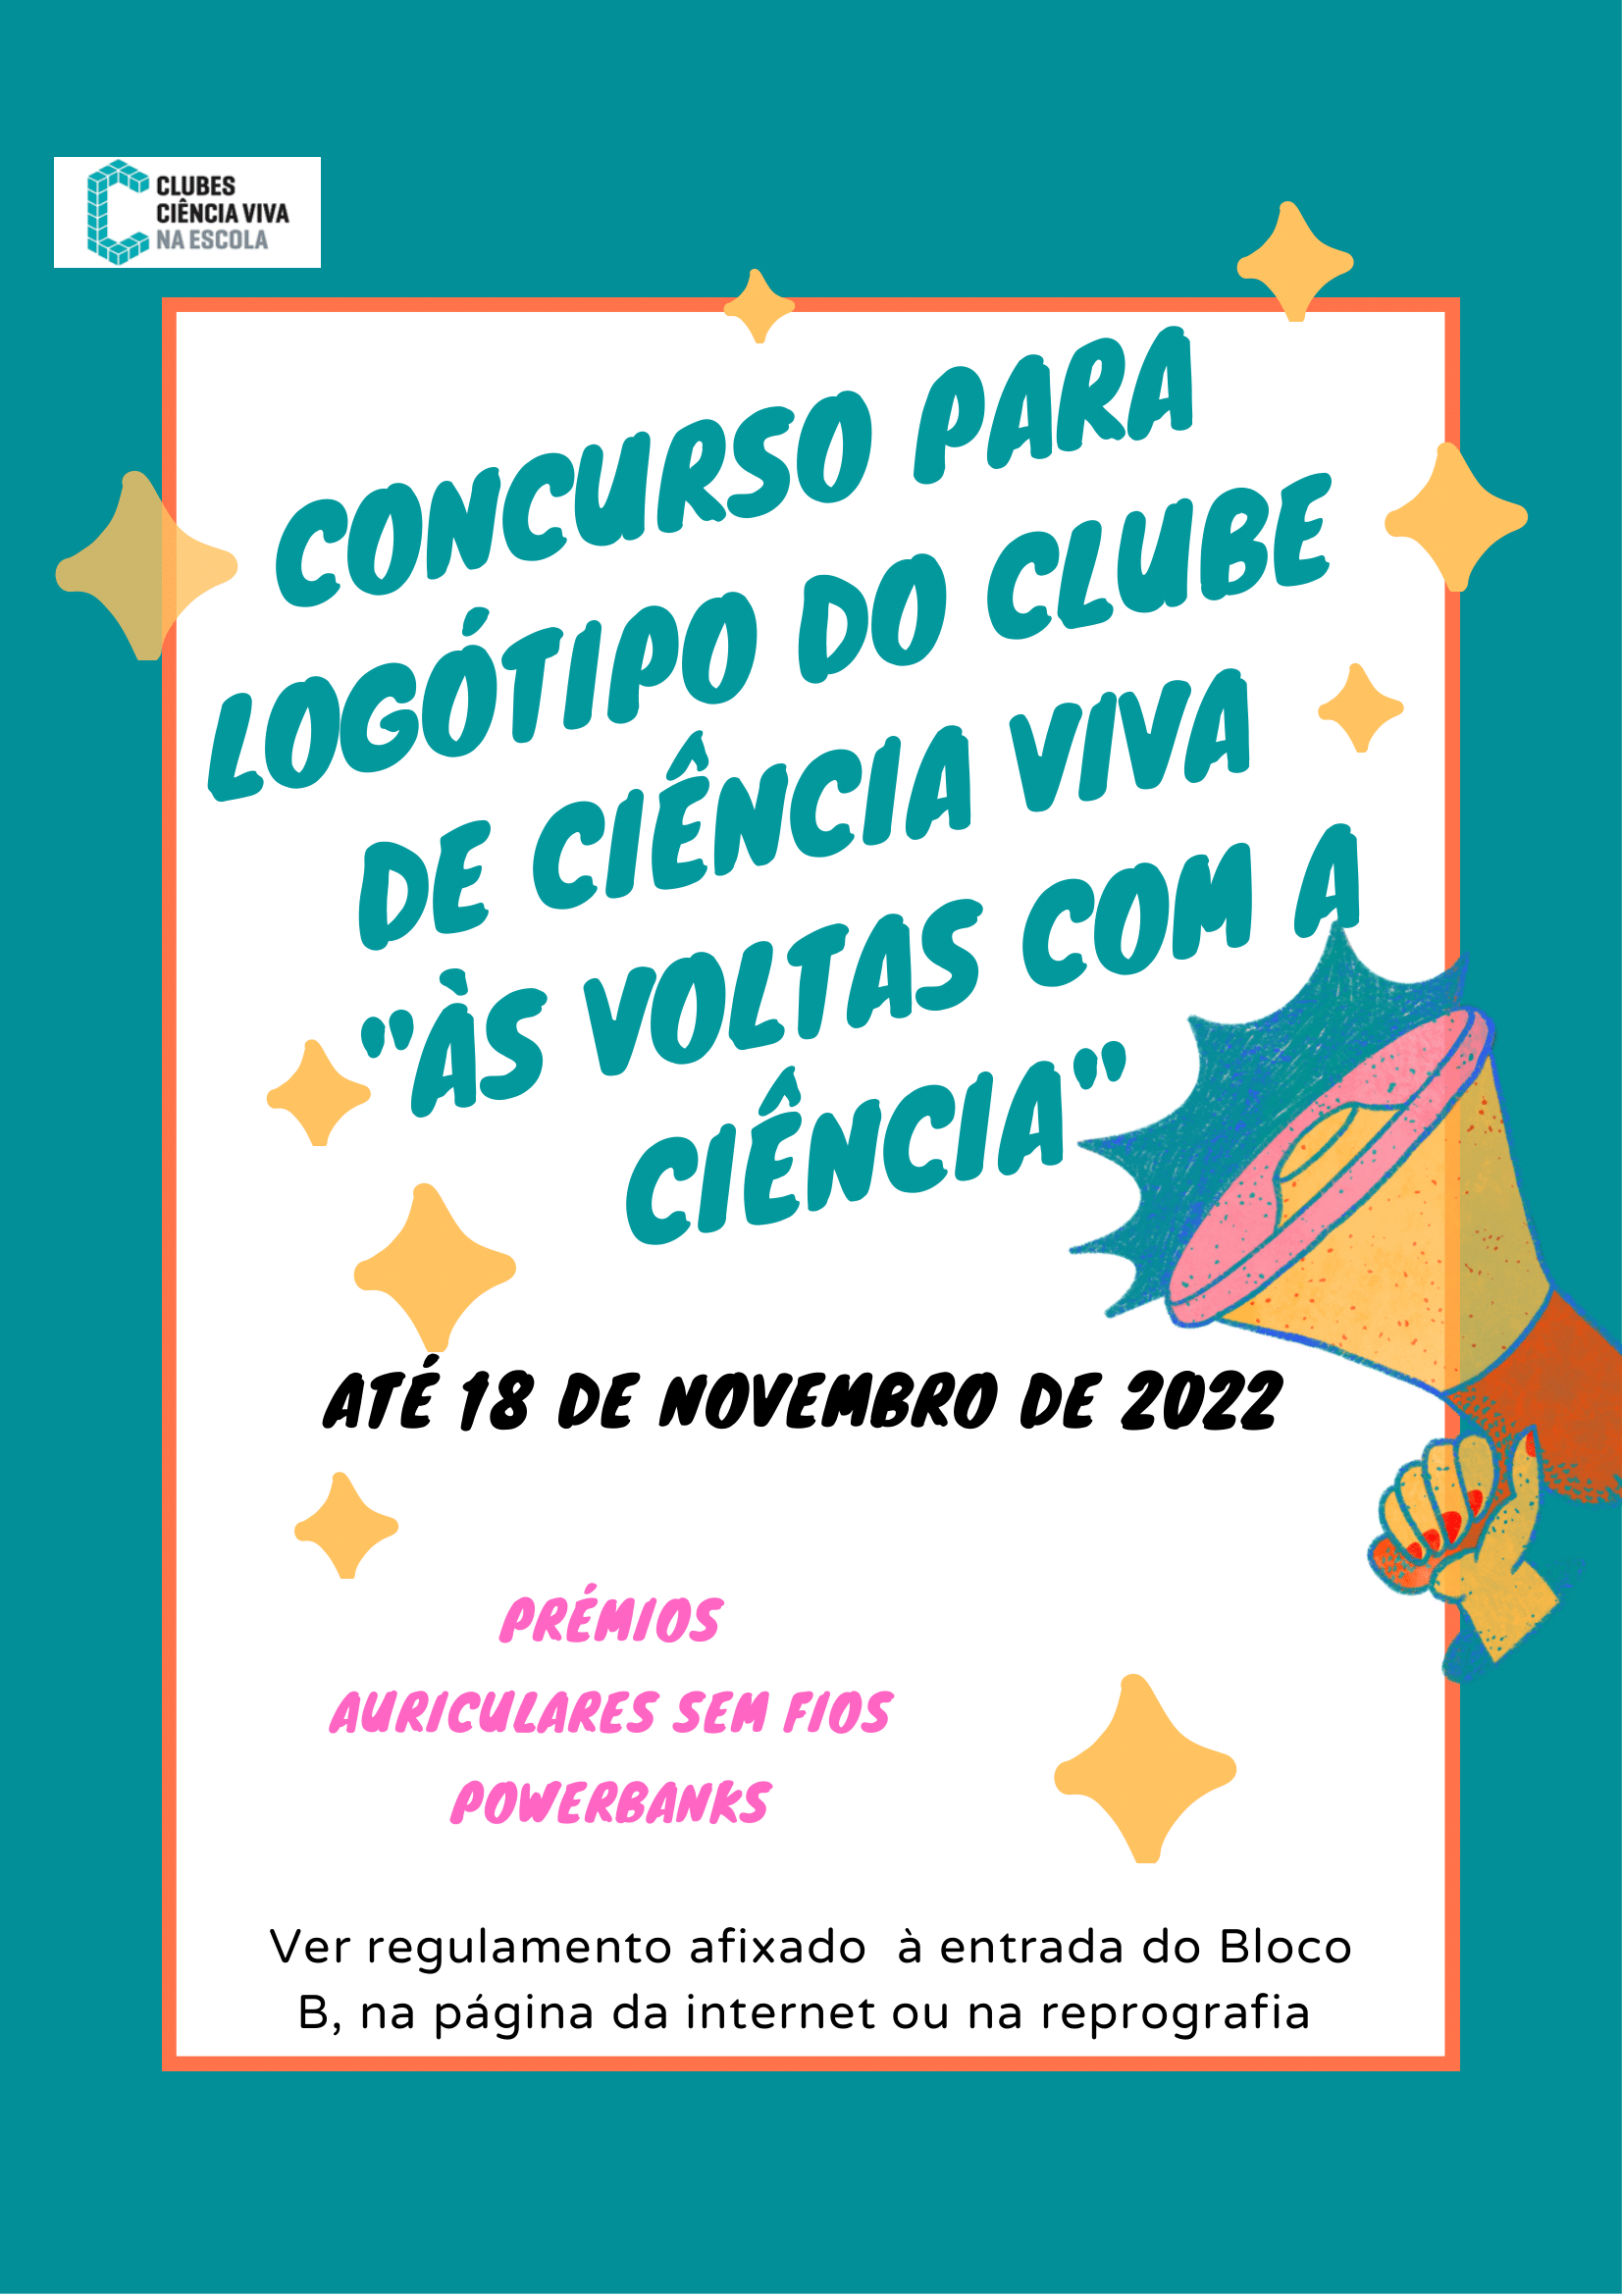 CLUBES
CIÊNCIA VIVA
NA ESCOLA
CONCURSO PARA
LOGÓTIPO DO CLUBE
DE CIÊNCIA VIVA
"ÀS VOLTAS COM A
CIÊNCIA"
ATÉ 18 DE NOVEMBRO DE 2022
PRÉMIOS
AURICULARES SEM FIOS
POWERBANKS
Ver regulamento afixado à entrada do Bloco
B, na página da internet ou na reprografia